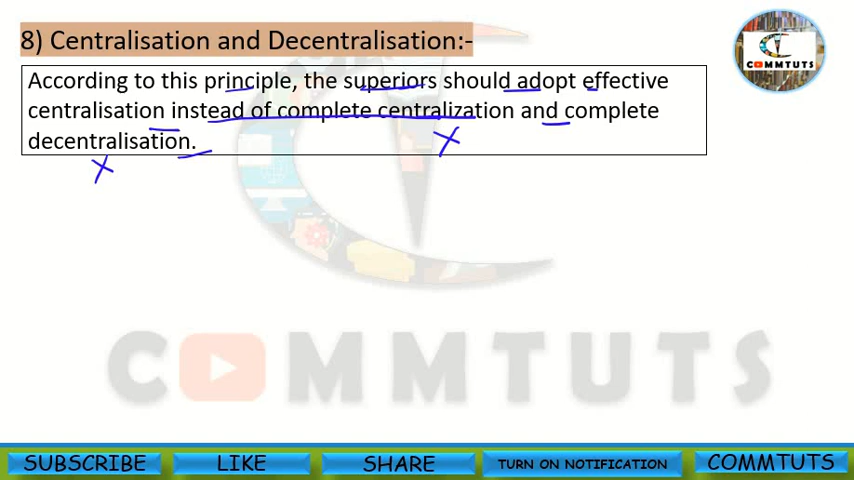 8) Centralisation and Decentralisation:-
According to this principle, the superiors should adopt effective
centralisation instead of complete centralization and complete
decentralisation.
COMMTUTS
COMMTUTS
SUBSCRIBE LIKE SHARE TURN ON NOTIFICATION COMMTUTS